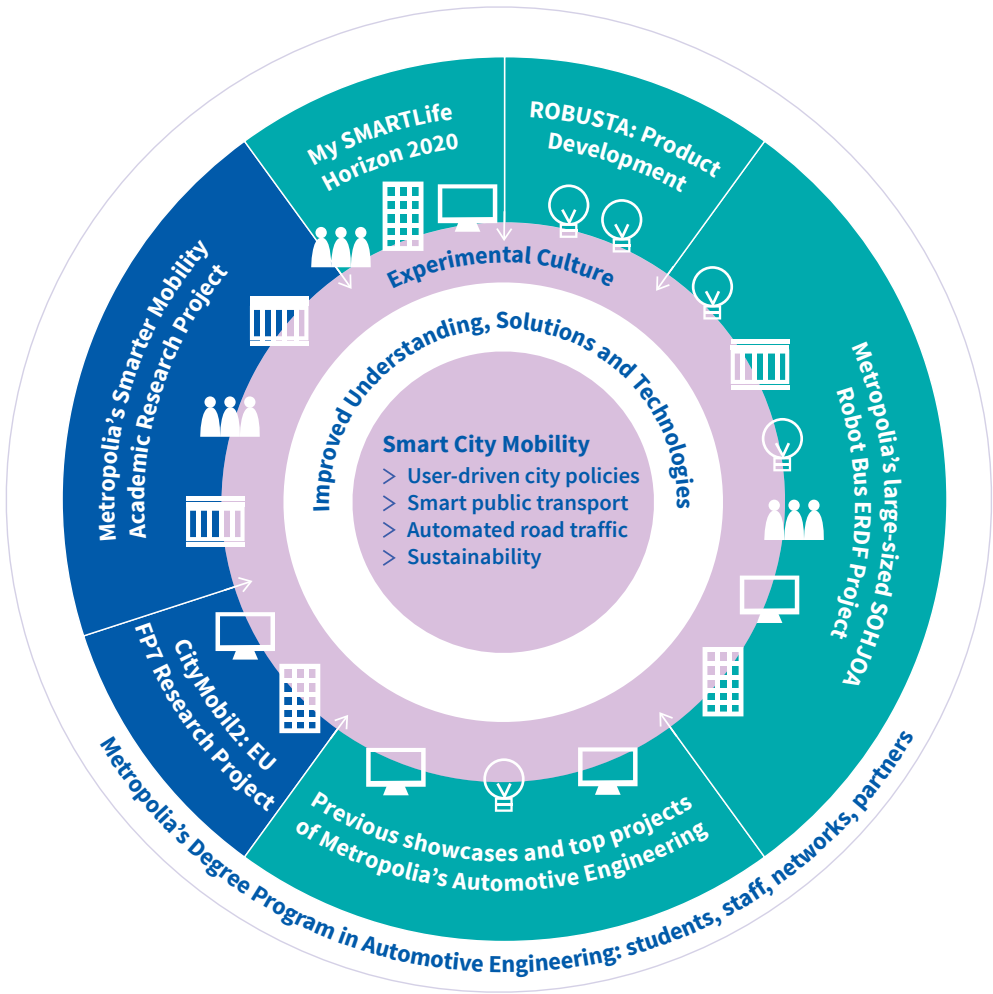 My SMARTLife
Horizon 2020
ROBUSTA: Product
Development
Metropolia's large-sized SOHJOA
Robot Bus ERDF Project
Previous showcases and top projects
of Metropolia's Automotive Engineering
CityMobil2: EU
FP7 Research Project
Metropolia's Smarter Mobility
Academic Research Project
Experimental Culture
Improved Understanding, Solutions and Technologies
Smart City Mobility
> User-driven city policies
> Smart public transport
> Automated road traffic
> Sustainability
Metropolia's Degree Program in Automotive Engineering: students, staff, networks, partners